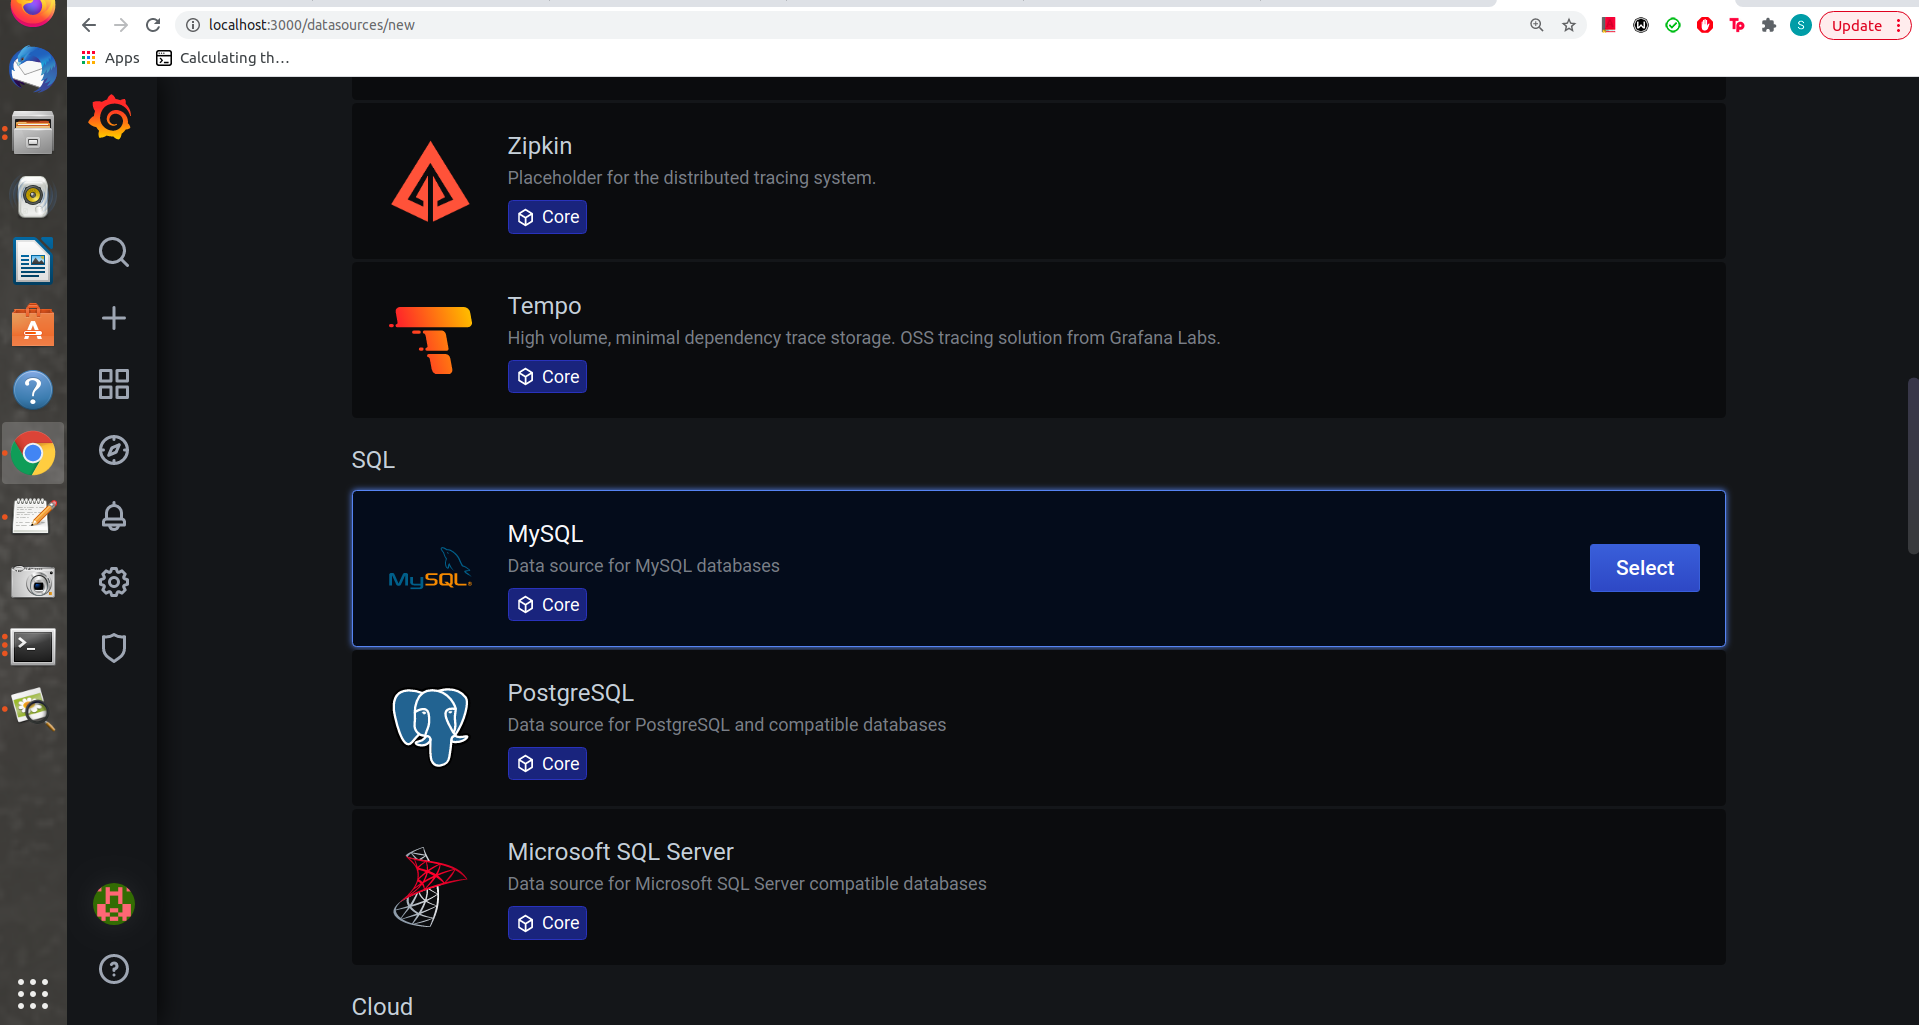 localhost:3000/datasources/new
S
Tp
Update
Apps
Calculating th…
Zipkin
Placeholder for the distributed tracing system.
Core
Tempo
High volume, minimal dependency trace storage. OSS tracing solution from Grafana Labs.
Core
SQL
MySQL
MySQL
Data source for MySQL databases
Core
Select
PostgreSQL
Data source for PostgreSQL and compatible databases
Core
Microsoft SQL Server
Data source for Microsoft SQL Server compatible databases
Core
Cloud